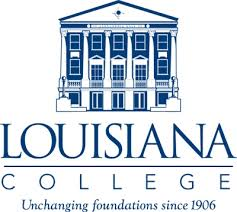 LOUISIANA
COLLEGE
Unchanging foundations since 1906